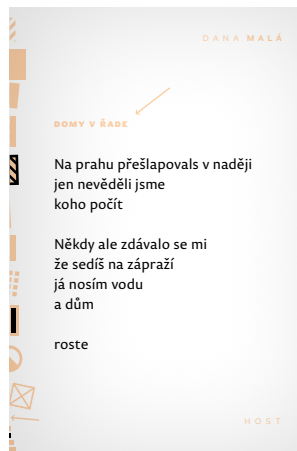 DANA MALÁ
DOMY V ŘADE
Na prahu přešlapovals v naději
jen nevěděli jsme
koho počít
Někdy ale zdávalo se mi
že sedíš na zápraží
já nosím vodu
a dům
roste
HOST